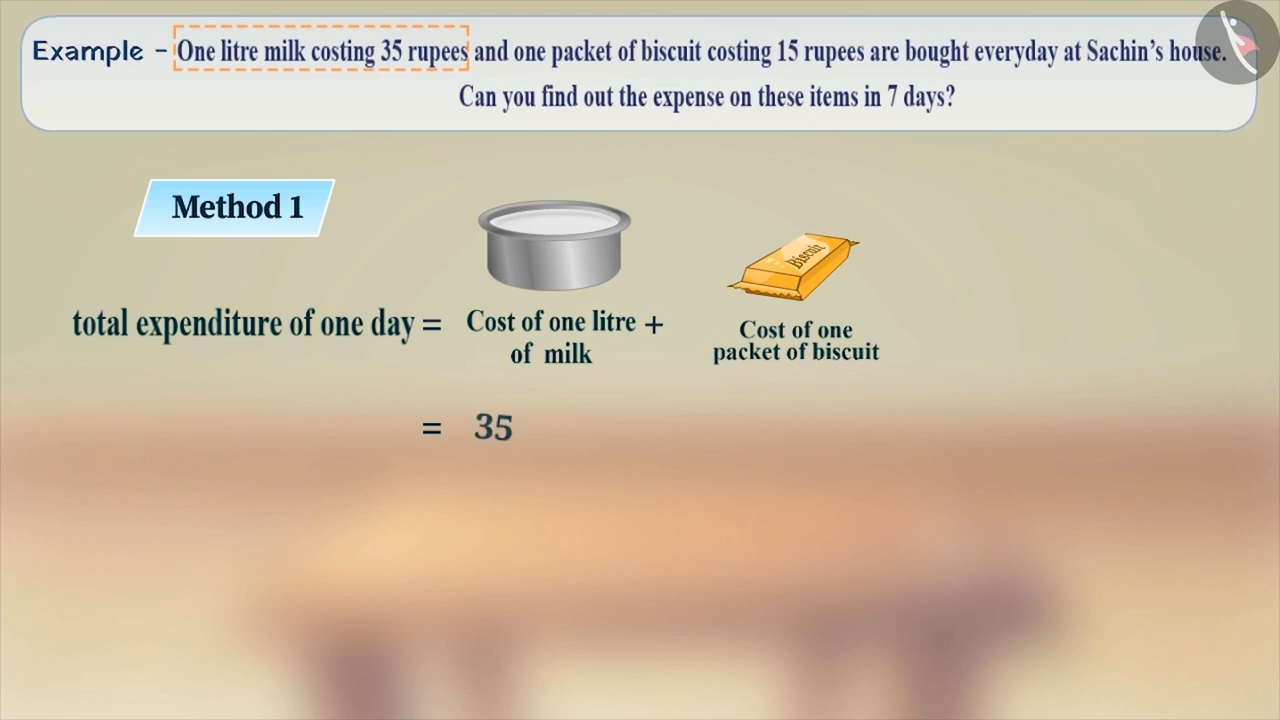 Example - One litre milk costing 35 rupees and one packet of biscuit costing 15 rupees are bought everyday at Sachin's house.
Can you find out the expense on these items in 7 days?
Method 1
Biscuit
total expenditure of one day = Cost of one litre + Cost of one
of milk packet of biscuit
= 35